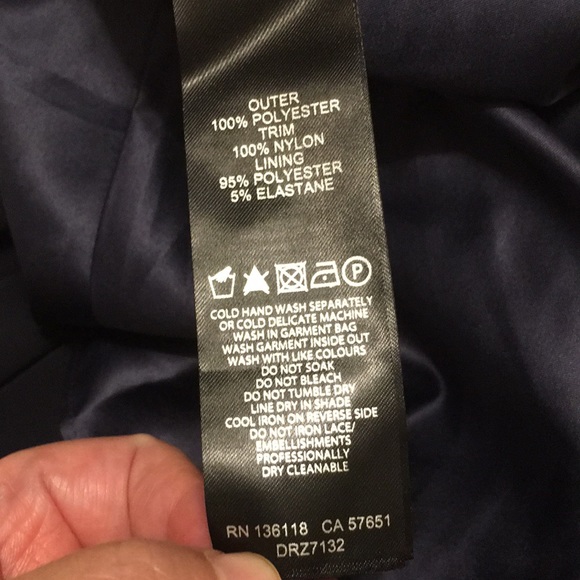 OUTER
100% POLYESTER
TRIM
100% NYLON
LINING
95% POLYESTER
5% ELASTANE
P
COLD HAND WASH SEPARATELY
OR COLD DELICATE MACHINE
WASH IN GARMENT BAG
WASH GARMENT INSIDE OUT
WASH WITH LIKE COLOURS
DO NOT SOAK
DO NOT BLEACH
DO NOT TUMBLE DRY
LINE DRY IN SHADE
COOL IRON ON REVERSE SIDE
DO NOT IRON LACE/
EMBELLISHMENTS
PROFESSIONALLY
DRY CLEANABLE
RN 136118 CA 57651
DRZ7132